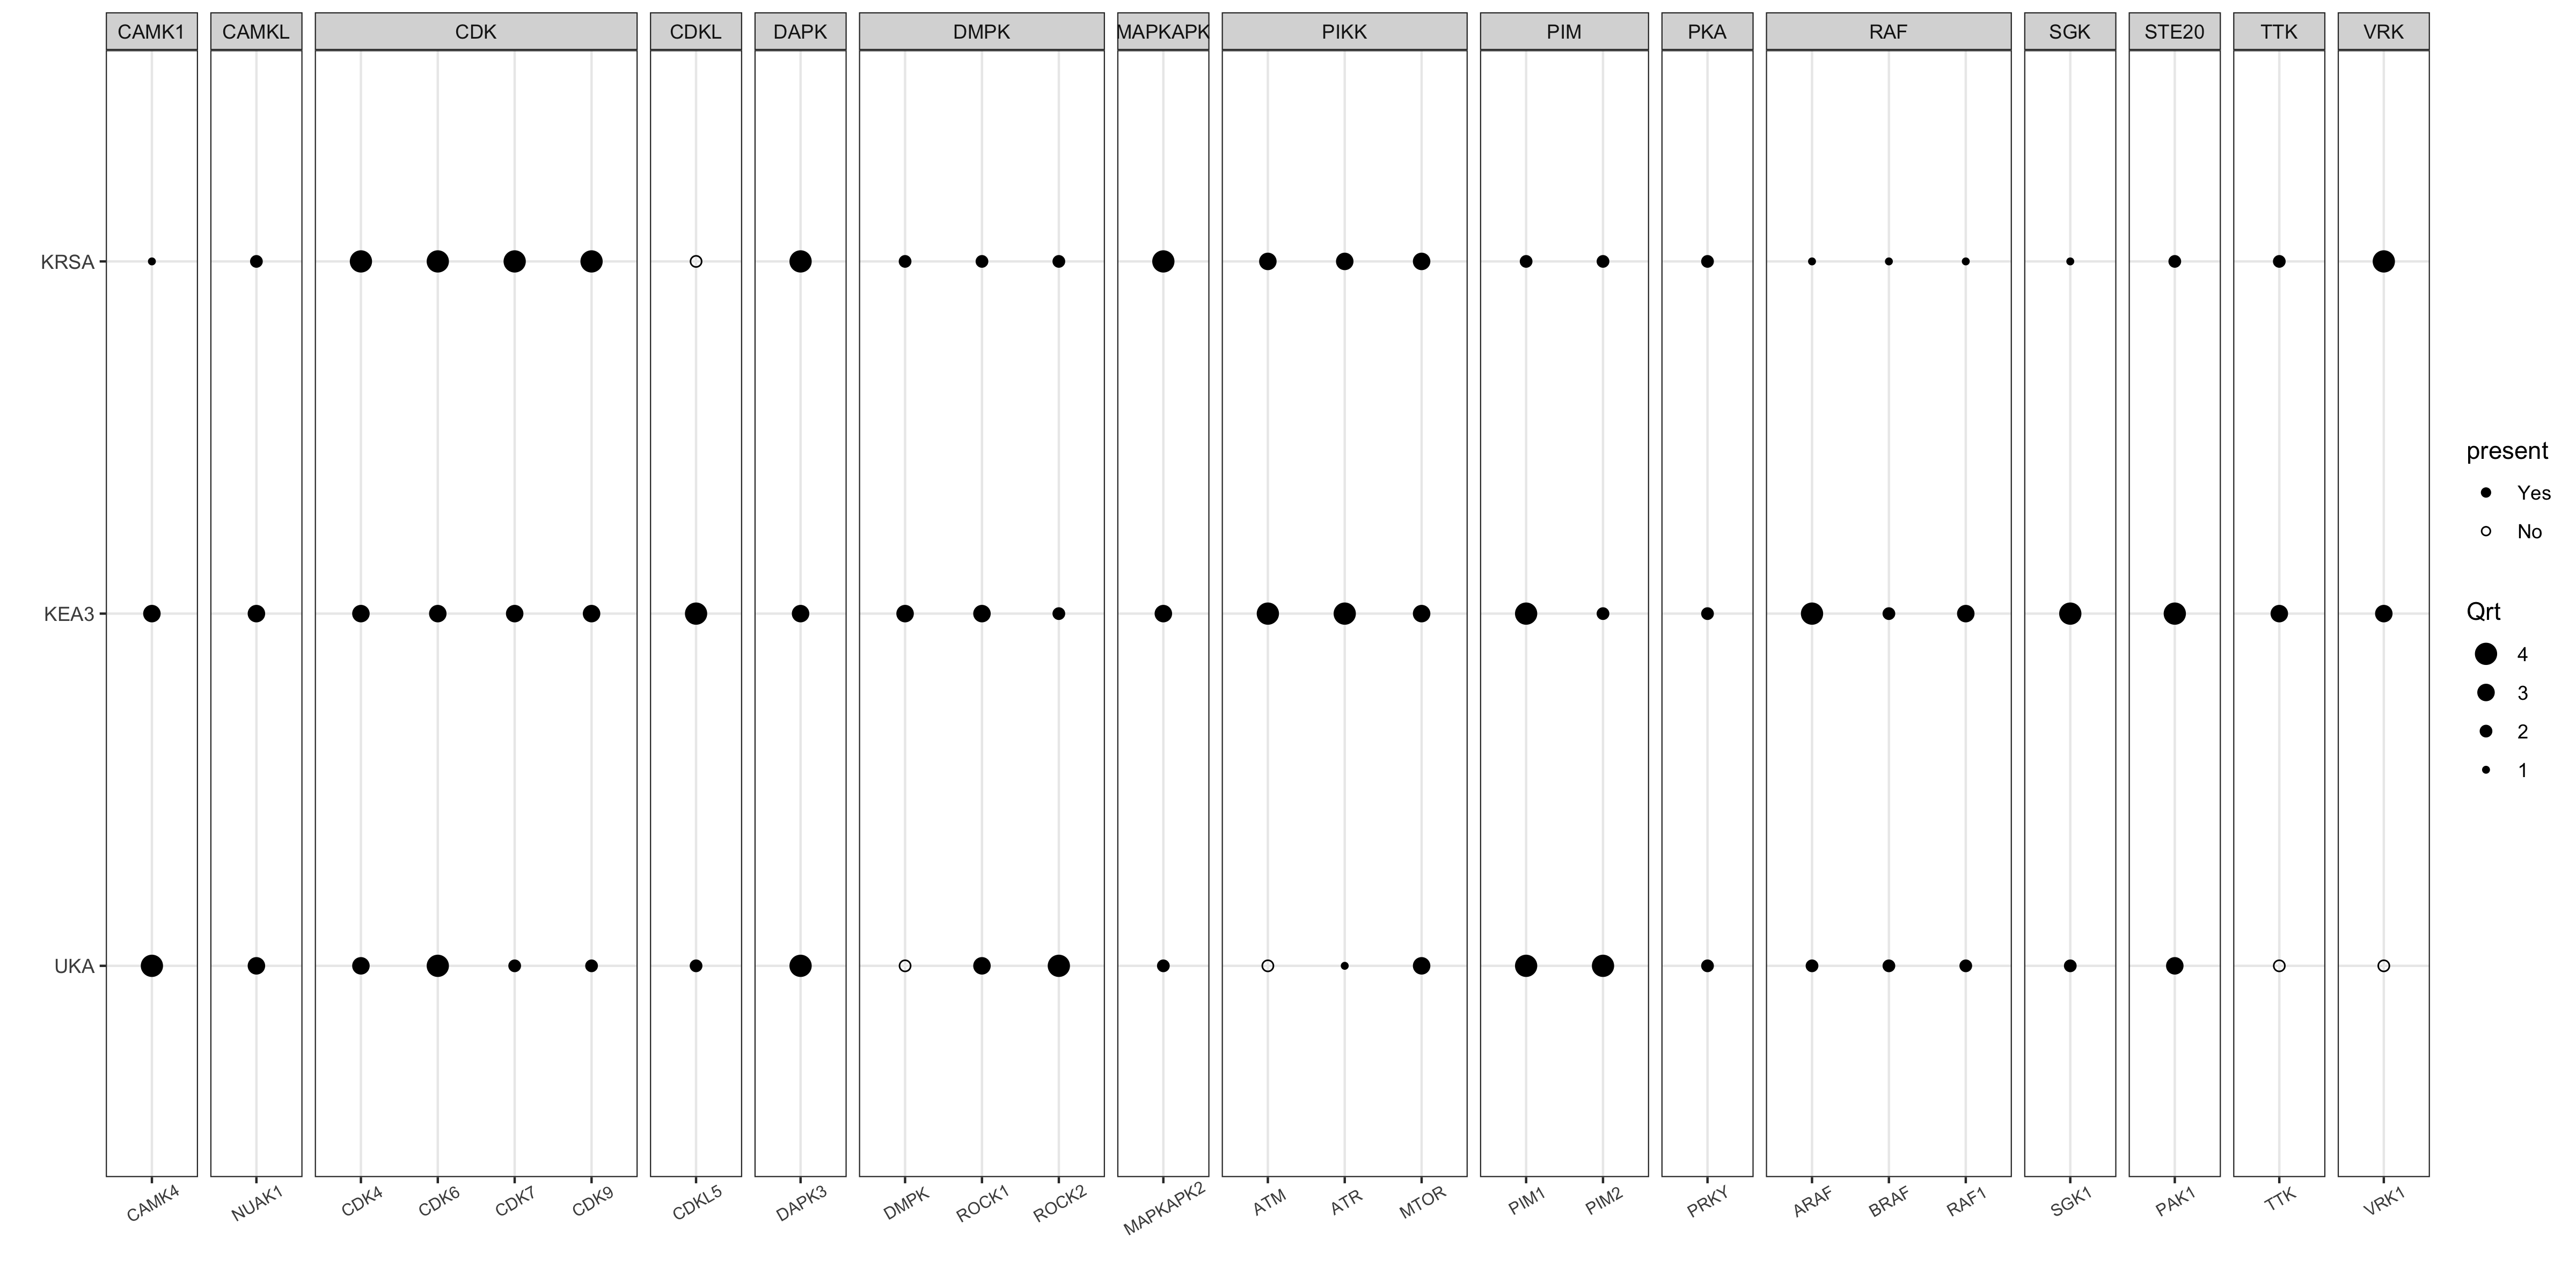 CAMK1 CAMKL CDK CDKL DAPK DMPK MAPKAPK PIKK PIM PKA RAF SGK STE20 TTK VRK
KRSA
KEA3
UKA
CAMK4 NUAK1 CDK4 CDK6 CDK7 CDK9 CDKL5 DAPK3 DMPK ROCK1 ROCK2 MAPKAPK2 ATM ATR MTOR PIM1 PIM2 PRKY ARAF BRAF RAF1 SGK1 PAK1 TTK VRK1
present
Yes
No
Qrt
4
3
2
1